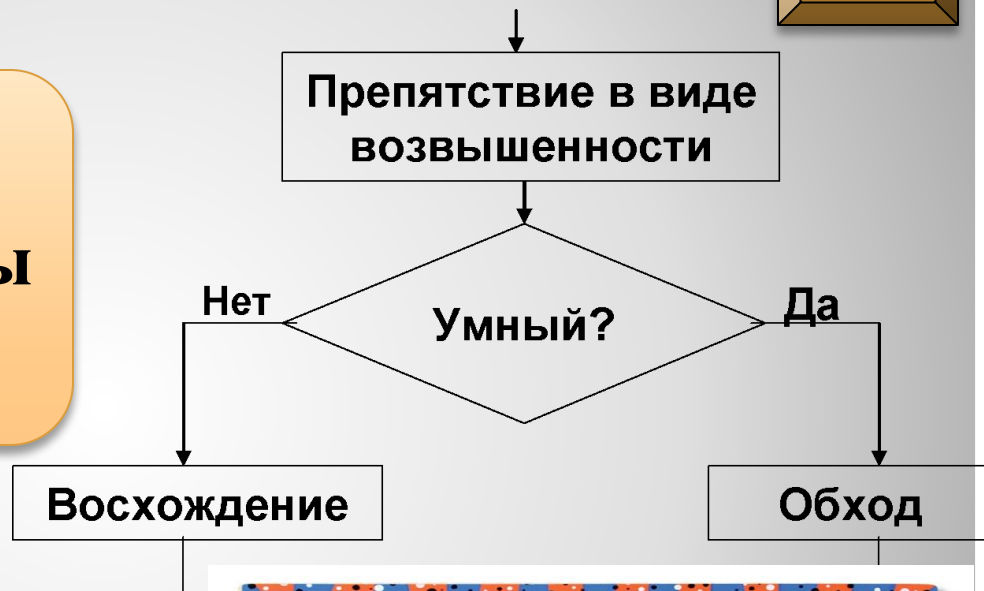 Препятствие в виде
возвышенности
Нет
Умный?
Да
Восхождение
Обход